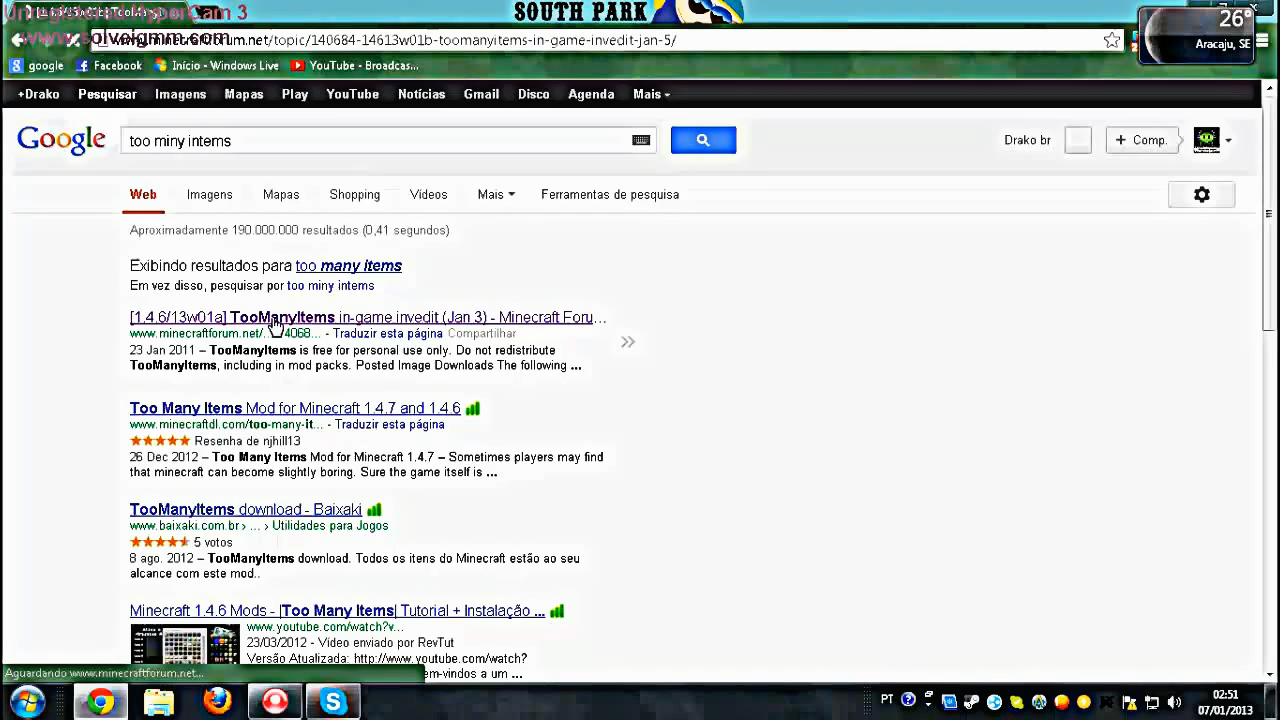 Unregistered HyperCam 3
SOUTH PARK
www.solveigmm.com
www.minecraftforum.net/topic/140684-14613w01b-toomanyitems-in-game-invedit-jan-5/
26°
Aracaju, SE
google Facebook Início - Windows Live YouTube - Broadcas...
+Drako Pesquisar Imagens Mapas Play YouTube Notícias Gmail Disco Agenda Mais
Google too miny intems Drako br + Comp.
Web Imagens Mapas Shopping Vídeos Mais Ferramentas de pesquisa
Aproximadamente 190.000.000 resultados (0,41 segundos)
Exibindo resultados para too many items
Em vez disso, pesquisar por too miny intems
[1.4.6/13w01a] TooManyItems in-game invedit (Jan 3) - Minecraft Foru...
www.minecraftforum.net/... 4068... - Traduzir esta página Compartilhar
23 Jan 2011 – TooManyItems is free for personal use only. Do not redistribute
TooManyItems, including in mod packs. Posted Image Downloads The following ...
Too Many Items Mod for Minecraft 1.4.7 and 1.4.6
www.minecraftdl.com/too-many-it... - Traduzir esta página
Resenha de njhill13
26 Dec 2012 – Too Many Items Mod for Minecraft 1.4.7 – Sometimes players may find
that minecraft can become slightly boring. Sure the game itself is ...
TooManyItems download - Baixaki
www.baixaki.com.br › ... › Utilidades para Jogos
5 votos
8 ago. 2012 – TooManyItems download. Todos os itens do Minecraft estão ao seu
alcance com este mod..
Minecraft 1.4.6 Mods - |Too Many Items| Tutorial + Instalação ...
www.youtube.com/watch?v...
23/03/2012 - Vídeo enviado por RevTut
Versão Atualizada: http://www.youtube.com/watch?
em-vindos a um ...
Aguardando www.minecraftforum.net...
PT 02:51
07/01/2013